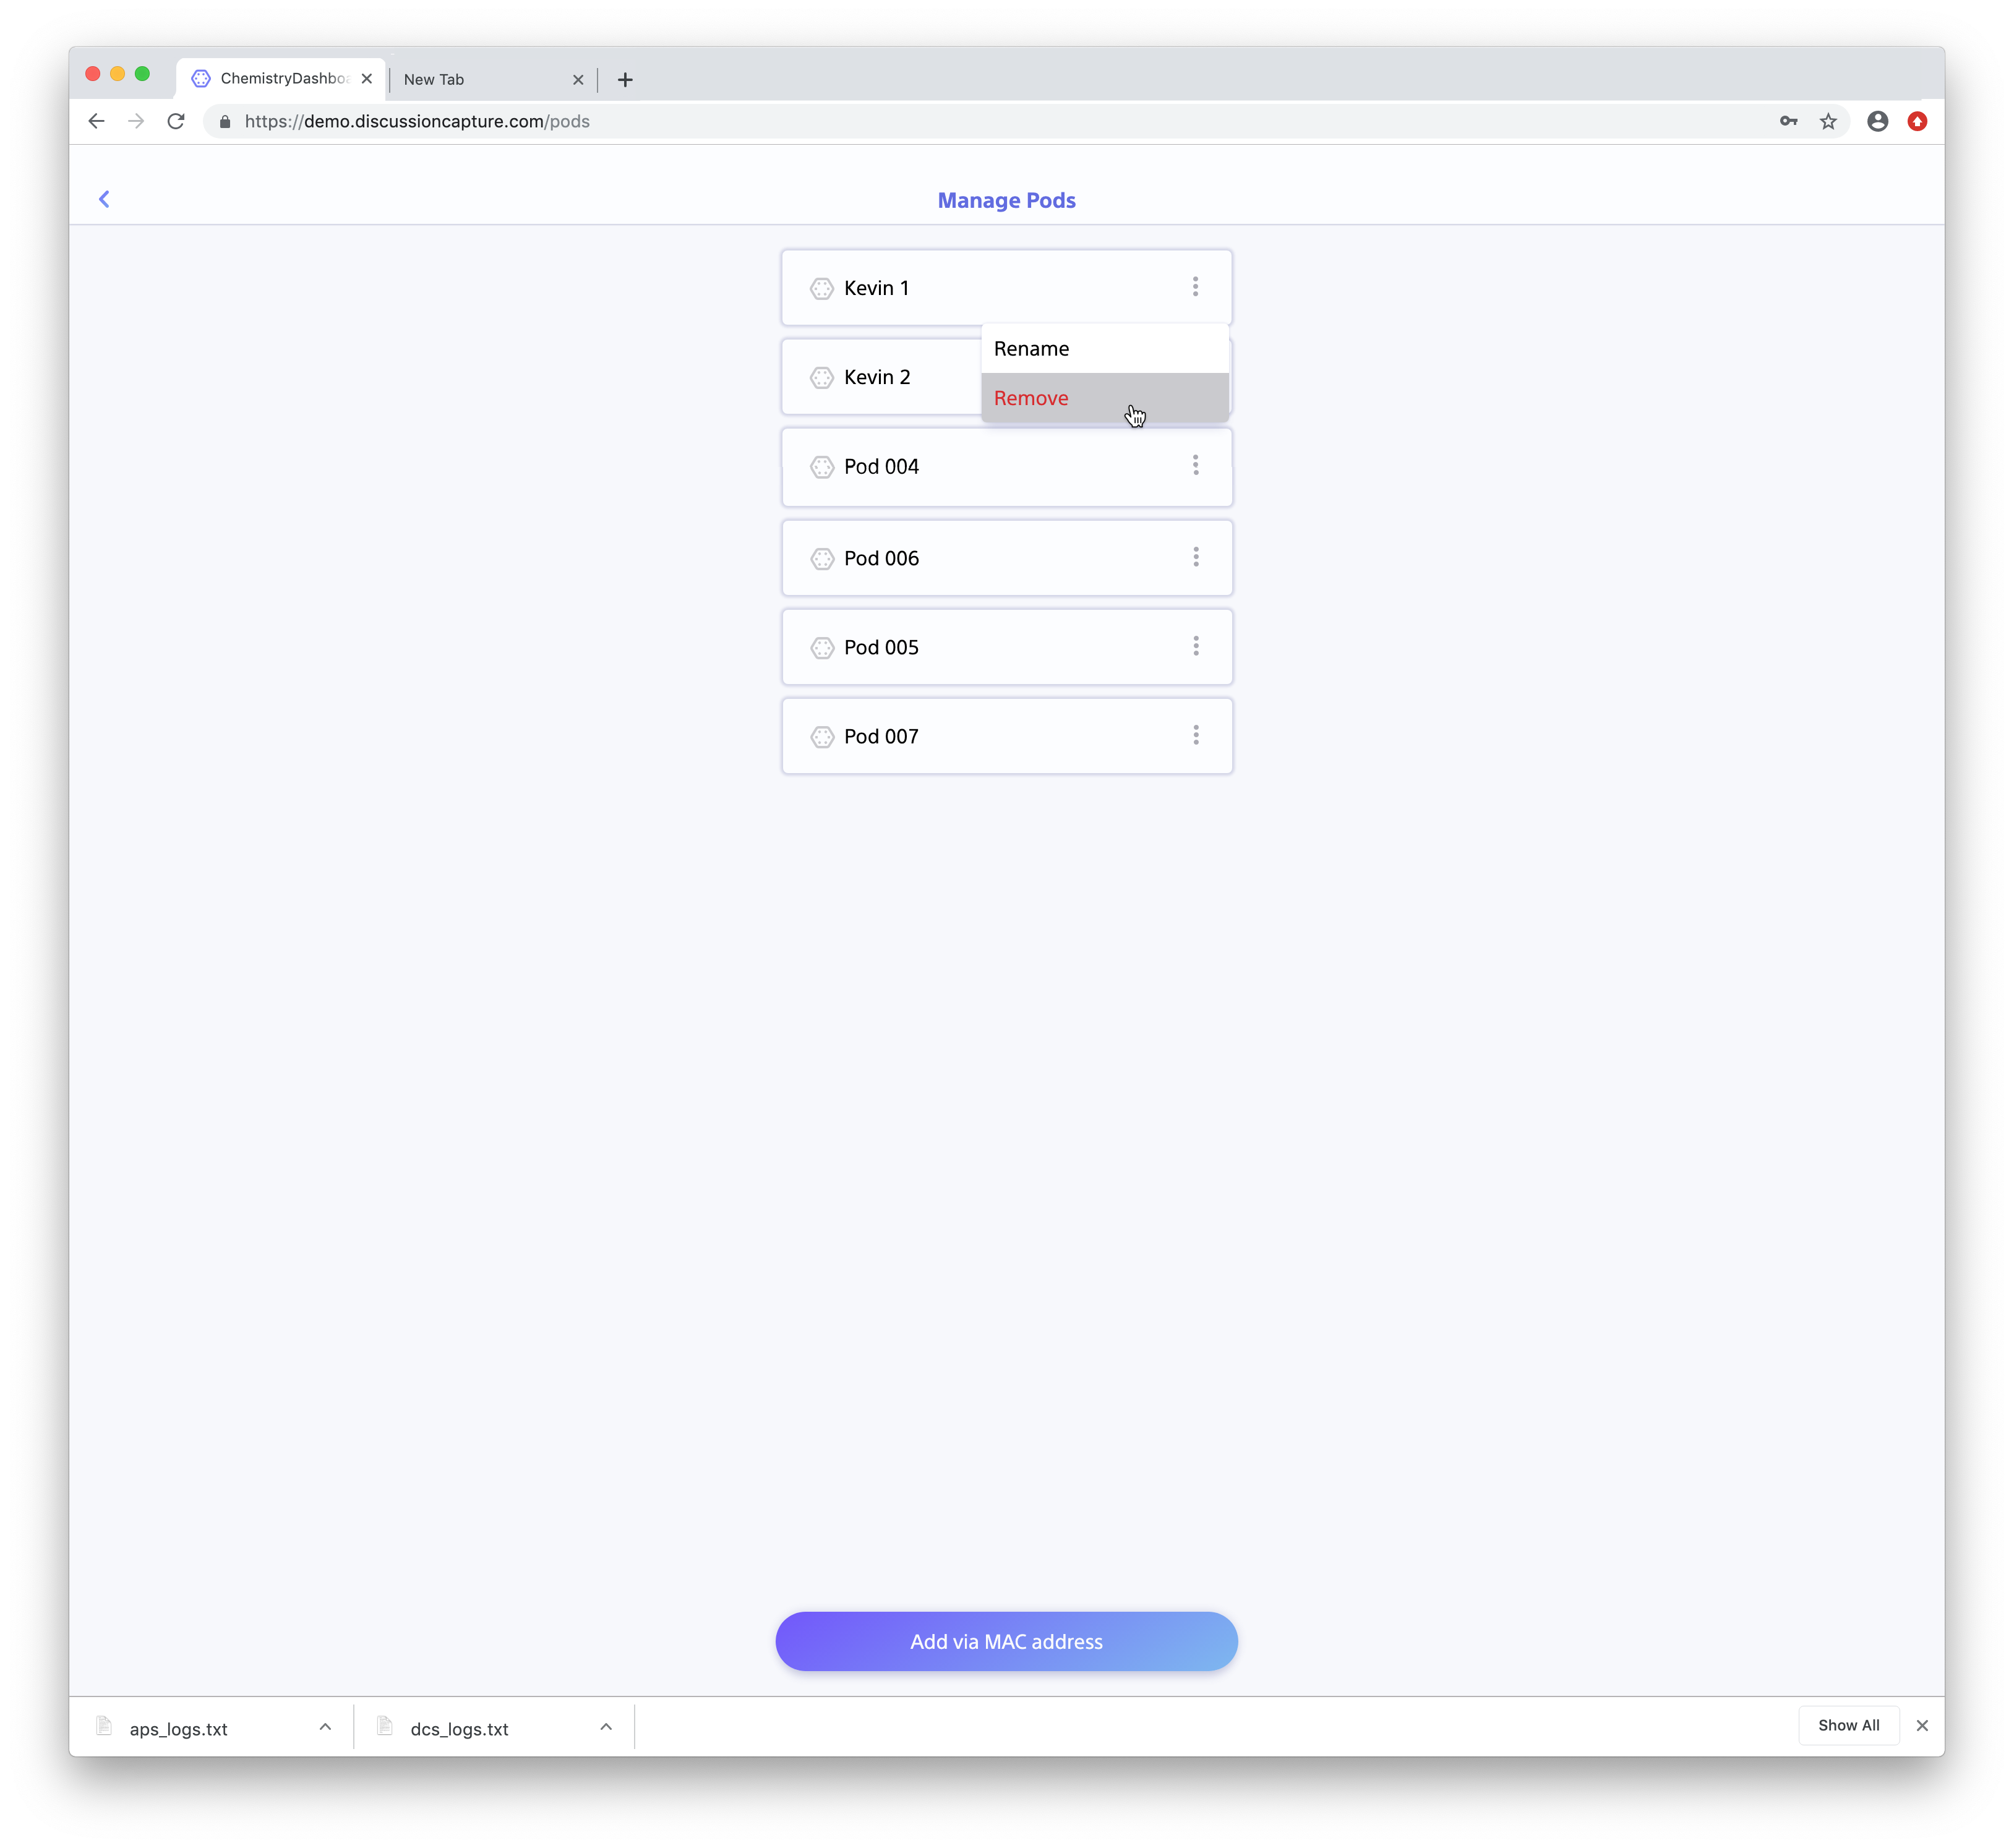 ChemistryDashboa
New Tab
https://demo.discussioncapture.com/pods
Manage Pods
Kevin 1
Rename
Kevin 2
Remove
Pod 004
Pod 006
Pod 005
Pod 007
Add via MAC address
aps_logs.txt
dcs_logs.txt
Show All